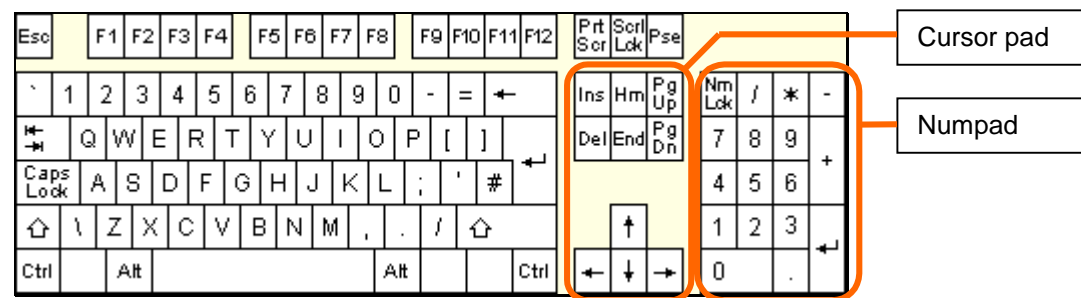 Esc F1 F2 F3 F4 F5 F6 F7 F8 F9 F10 F11 F12 Prt Scr Scrl Lck Pse
Cursor pad
` 1 2 3 4 5 6 7 8 9 0 - = ← Ins Hm Pg Up Nm Lck / * -
Q W E R T Y U I O P [ ] Del End Pg Dn 7 8 9 +
Numpad
Caps Lock A S D F G H J K L ; ' # 4 5 6
\ Z X C V B N M , . / ↑ 1 2 3
Ctrl Alt Alt Ctrl ← ↓ → 0 .